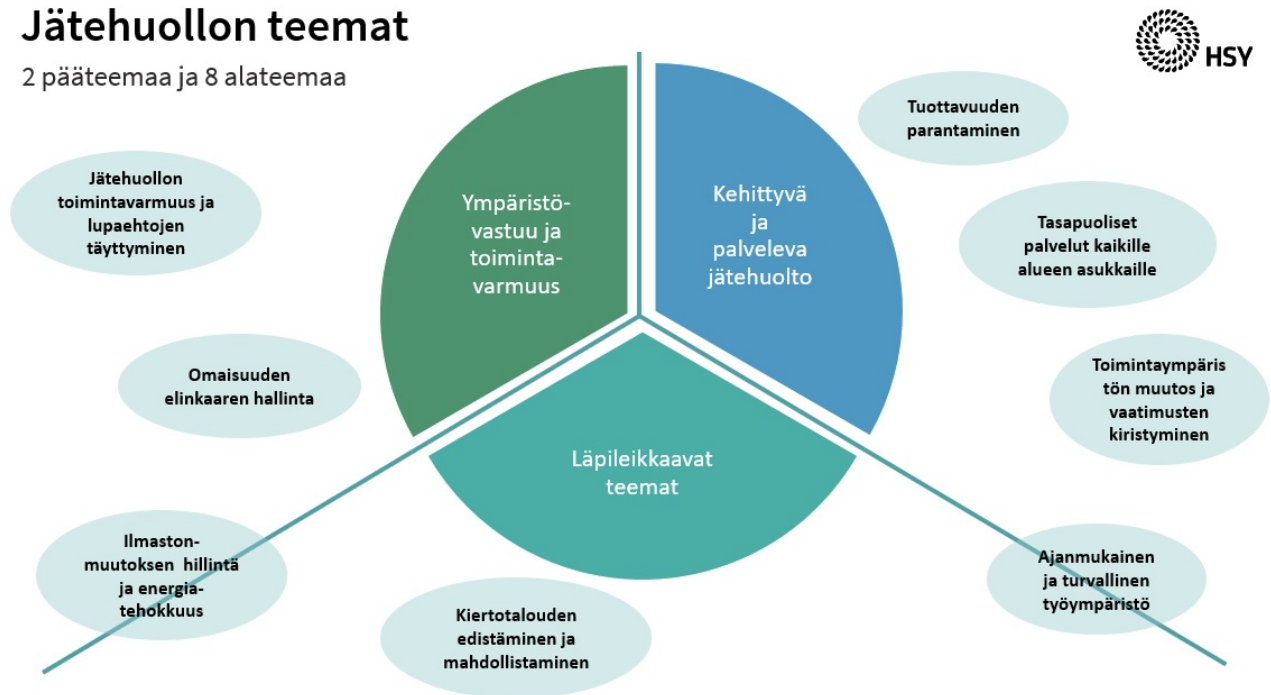 Jätehuollon teemat
2 pääteemaa ja 8 alateemaa
HSY
Jätehuollon
toimintavarmuus ja
lupaehtojen
täyttyminen
Omaisuuden
elinkaaren hallinta
Ympäristö-
vastuu ja
toiminta-
varmuus
Kehittyvä
ja
palveleva
jätehuolto
Tuottavuuden
parantaminen
Tasapuoliset
palvelut kaikille
alueen asukkaille
Toimintaympäris
tön muutos ja
vaatimusten
kiristyminen
Läpileikkaavat
teemat
Ilmaston-
muutoksen hillintä
ja energia-
tehokkuus
Kiertotalouden
edistäminen ja
mahdollistaminen
Ajanmukainen
ja turvallinen
työympäristö